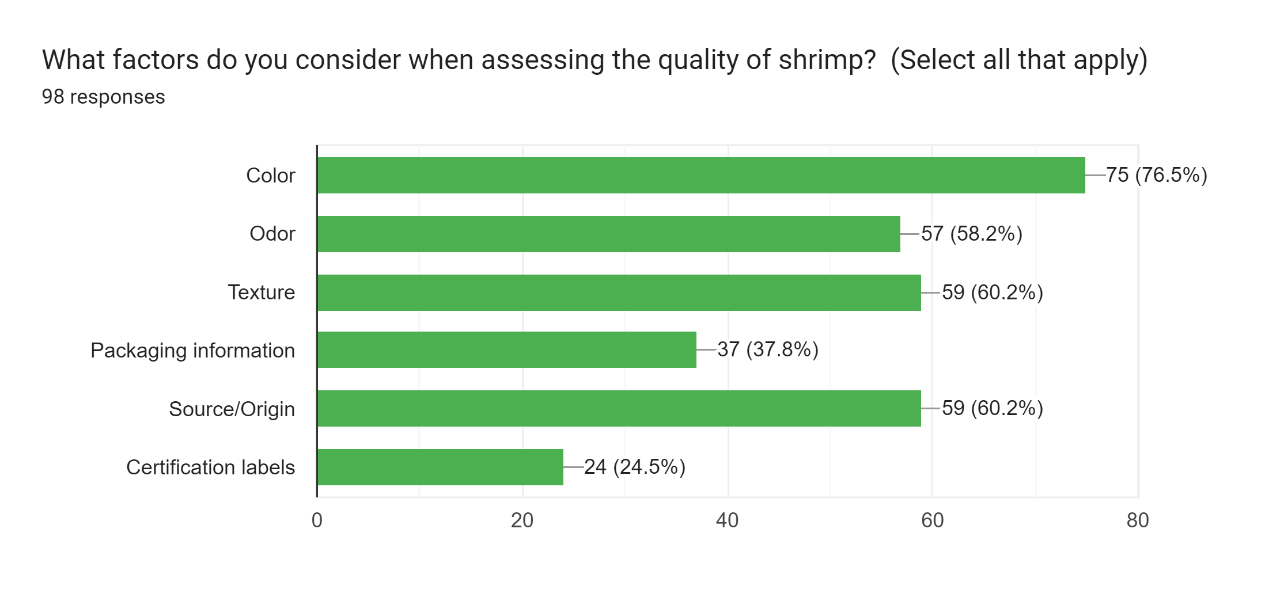 What factors do you consider when assessing the quality of shrimp?  (Select all that apply)
98 responses
Color 75 (76.5%)
Odor 57 (58.2%)
Texture 59 (60.2%)
Packaging information 37 (37.8%)
Source/Origin 59 (60.2%)
Certification labels 24 (24.5%)
0 20 40 60 80